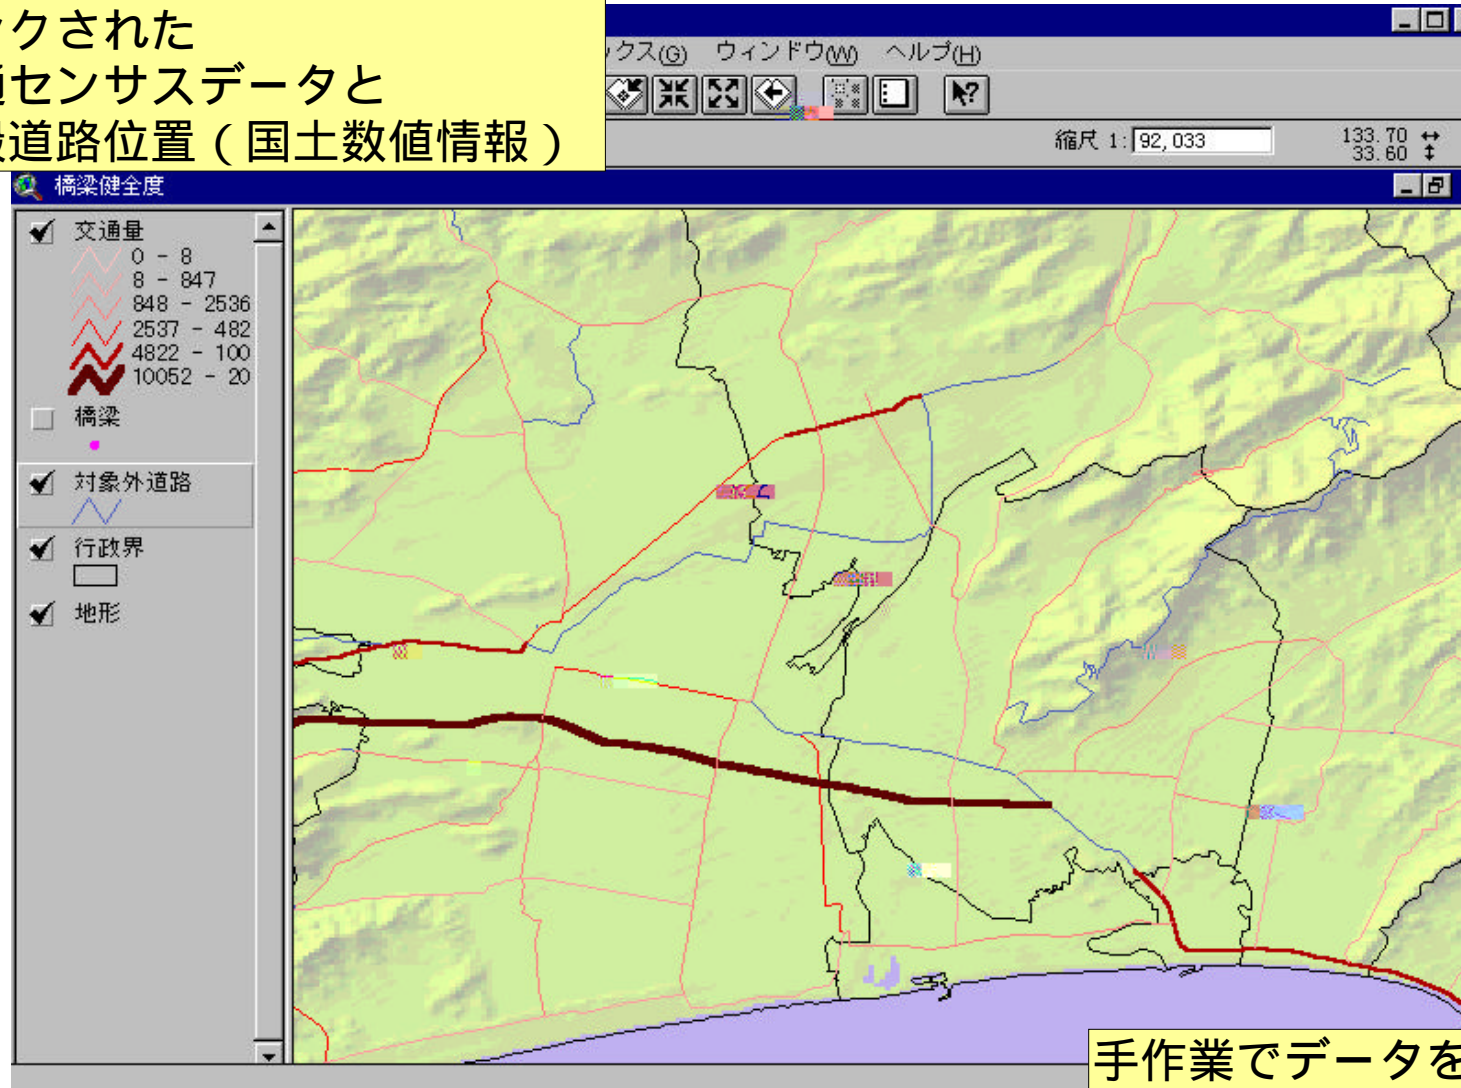 クされた
センサスデータと
道路位置（国土数値情報）
クス(G) ウィンドウ(W) ヘルプ(H)
縮尺 1: 92,033
133.70
33.60
橋梁健全度
交通量
0 - 8
8 - 847
848 - 2536
2537 - 482
4822 - 100
10052 - 20
橋梁
対象外道路
行政界
地形
手作業でデータを